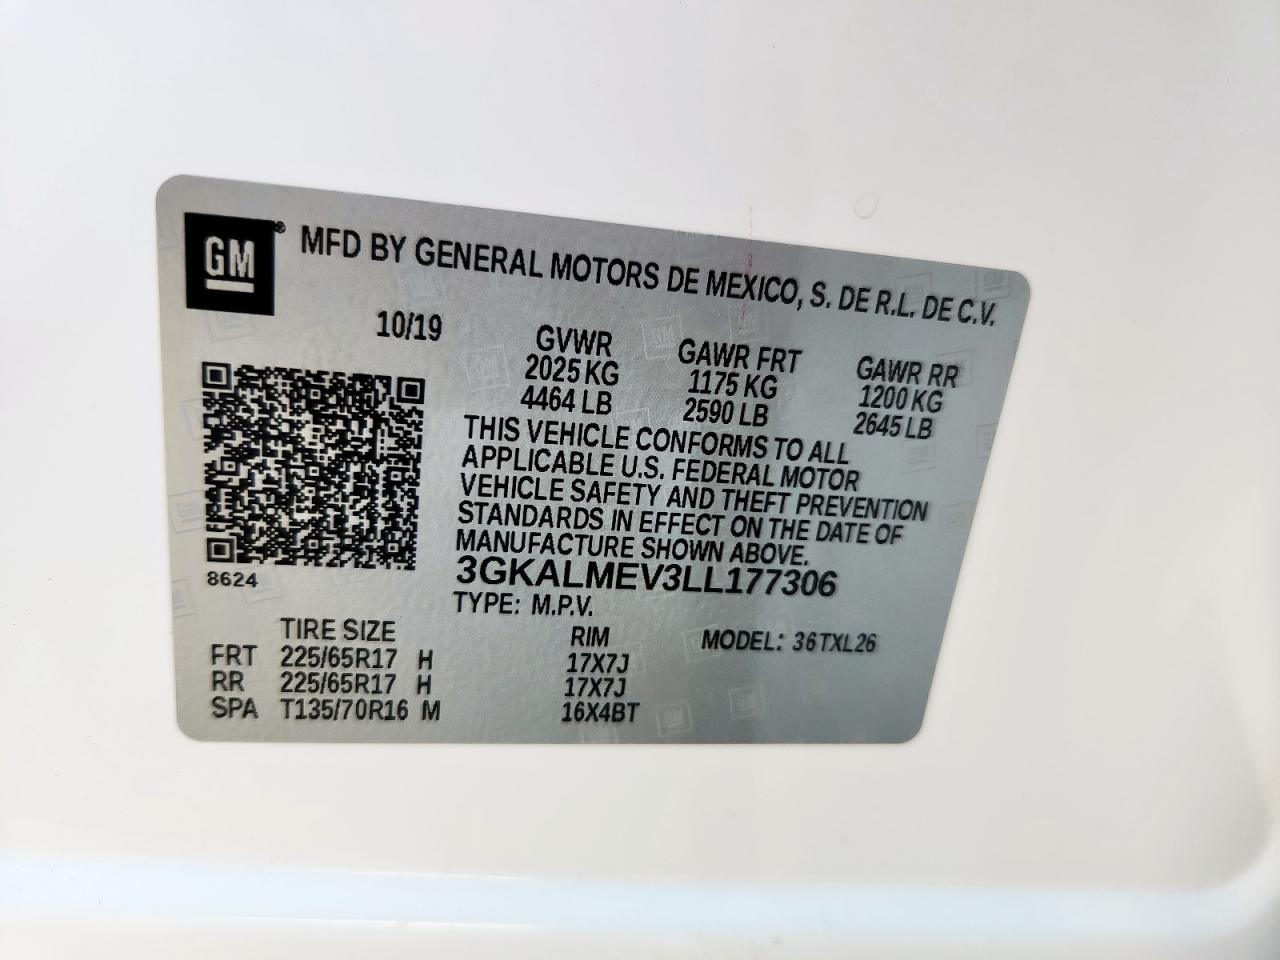 GM® MFD BY GENERAL MOTORS DE MEXICO, S. DE R.L. DE C.V.
10/19 GVWR GAWR FRT GAWR RR
2025 KG 1175 KG 1200 KG
4464 LB 2590 LB 2645 LB
THIS VEHICLE CONFORMS TO ALL
APPLICABLE U.S. FEDERAL MOTOR
VEHICLE SAFETY AND THEFT PREVENTION
STANDARDS IN EFFECT ON THE DATE OF
MANUFACTURE SHOWN ABOVE.
8624 3GKALMEV3LL177306
TYPE: M.P.V.
TIRE SIZE RIM MODEL: 36TXL26
FRT 225/65R17 H 17X7J
RR 225/65R17 H 17X7J
SPA T135/70R16 M 16X4BT